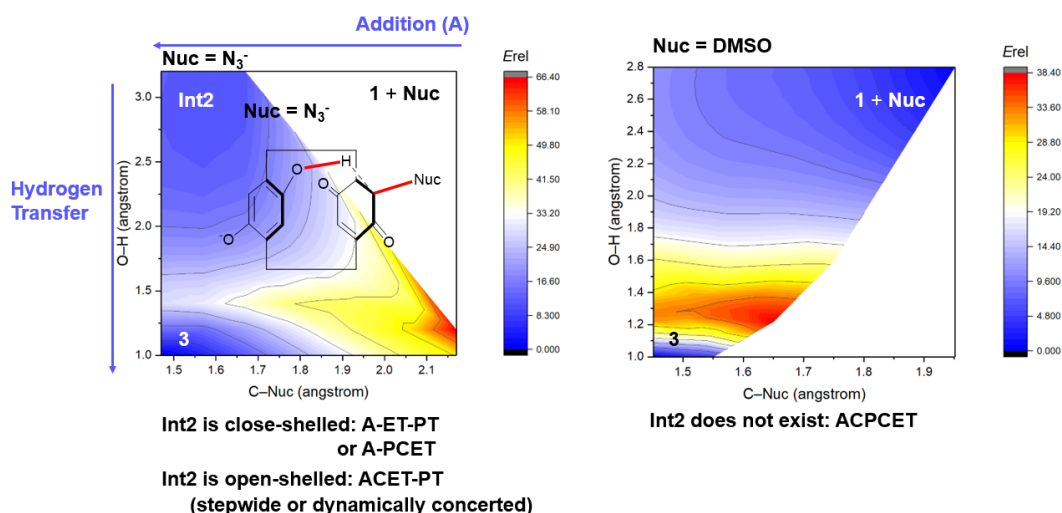 Addition (A)
Nuc = N3-
Nuc = DMSO
Erel
Erel
Int2
1 + Nuc
Nuc = N3-
1 + Nuc
Hydrogen
Transfer
O–H (angstrom)
3.0
2.5
2.0
1.5
1.0
O
H
O
Nuc
-O
O
3
1.5 1.6 1.7 1.8 1.9 2.0 2.1
C–Nuc (angstrom)
66.40
58.10
49.80
41.50
33.20
24.90
16.60
8.300
0.000
O–H (angstrom)
2.8
2.6
2.4
2.2
2.0
1.8
1.6
1.4
1.2
1.0
3
1.5 1.6 1.7 1.8 1.9
C–Nuc (angstrom)
38.40
33.60
28.80
24.00
19.20
14.40
9.600
4.800
0.000
Int2 is close-shelled: A-ET-PT
or A-PCET
Int2 is open-shelled: ACET-PT
(stepwide or dynamically concerted)
Int2 does not exist: ACPCET